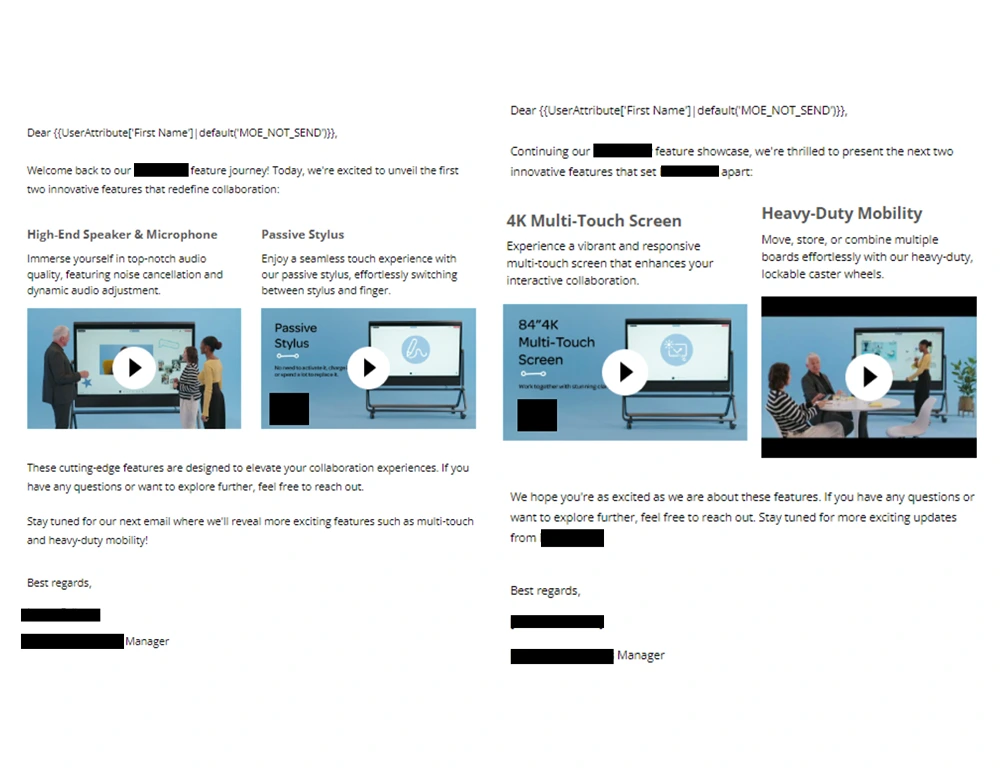 Dear {{UserAttribute['First Name']|default('MOE_NOT_SEND')}},
Welcome back to our feature journey! Today, we're excited to unveil the first
two innovative features that redefine collaboration:
High-End Speaker & Microphone
Immerse yourself in top-notch audio
quality, featuring noise cancellation and
dynamic audio adjustment.
Passive Stylus
Enjoy a seamless touch experience with
our passive stylus, effortlessly switching
between stylus and finger.
Passive
Stylus
No need to activate it, charge
or spend a lot to replace it.
These cutting-edge features are designed to elevate your collaboration experiences. If you
have any questions or want to explore further, feel free to reach out.
Stay tuned for our next email where we'll reveal more exciting features such as multi-touch
and heavy-duty mobility!
Best regards,
Manager
Dear {{UserAttribute['First Name']|default('MOE_NOT_SEND')}},
Continuing our feature showcase, we're thrilled to present the next two
innovative features that set apart:
4K Multi-Touch Screen
Experience a vibrant and responsive
multi-touch screen that enhances your
interactive collaboration.
84”4K
Multi-Touch
Screen
Work together with stunning
Heavy-Duty Mobility
Move, store, or combine multiple
boards effortlessly with our heavy-duty,
lockable caster wheels.
We hope you're as excited as we are about these features. If you have any questions or
want to explore further, feel free to reach out. Stay tuned for more exciting updates
from
Best regards,
Manager